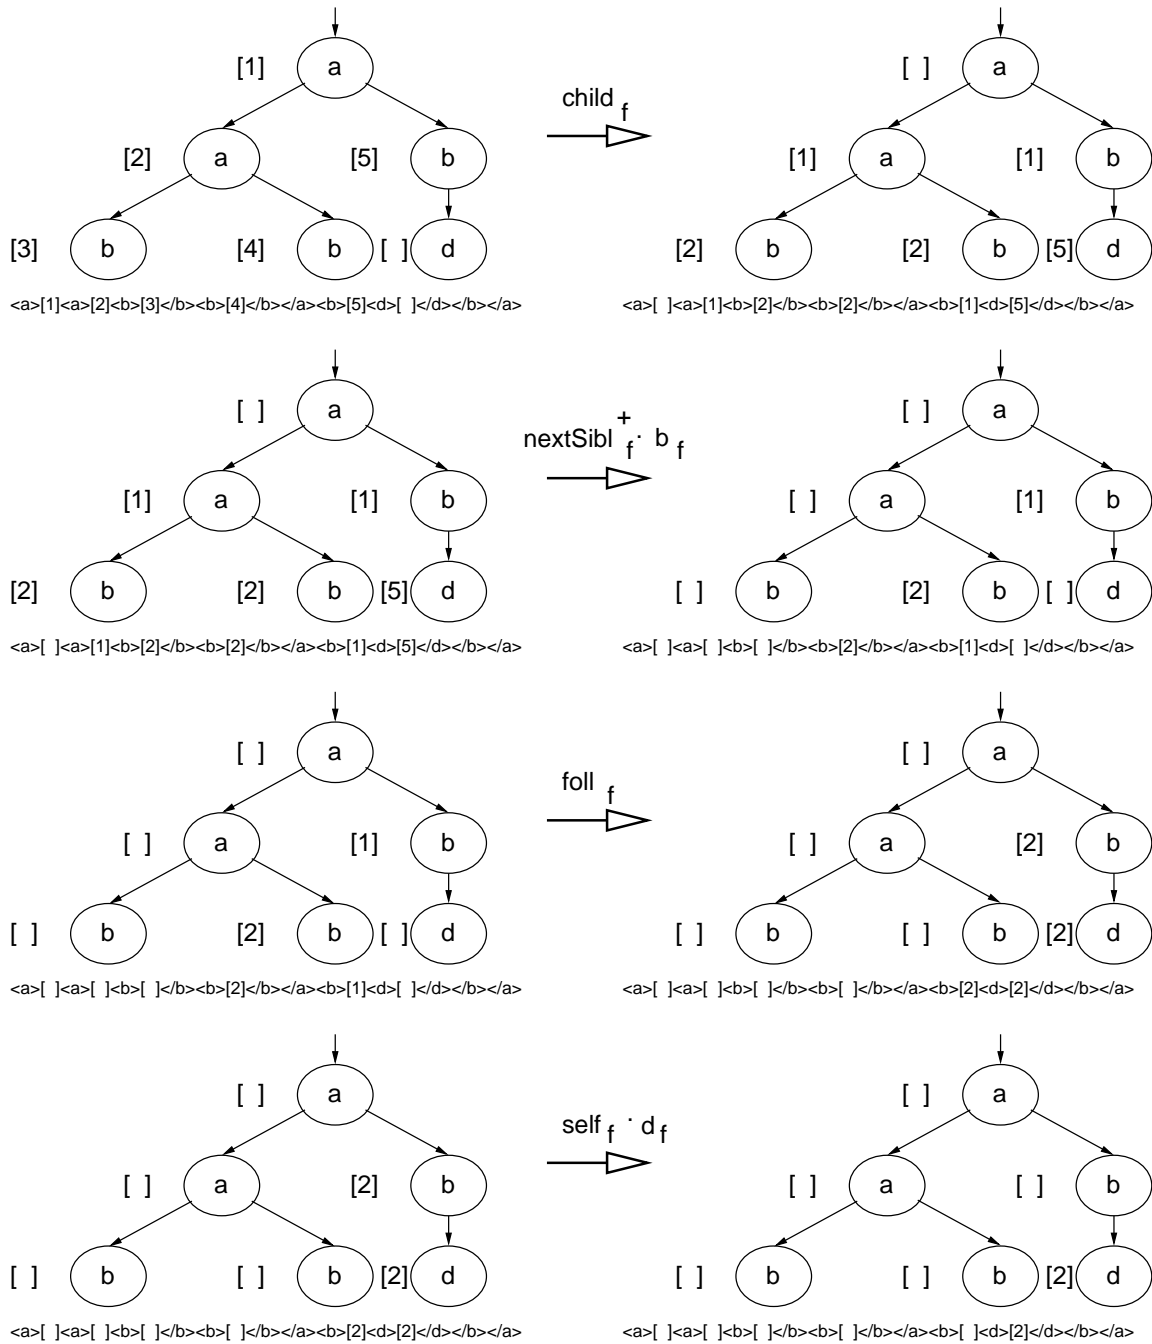 [1] a [ ] a
child f
[2] a [5] b [1] a [1] b
[3] b [4] b [ ] d [2] b [2] b [5] d
<a>[1]<a>[2]<b>[3]</b><b>[4]</b></a><b>[5]<d>[ ]</d></b></a> <a>[ ]<a>[1]<b>[2]</b><b>[2]</b></a><b>[1]<d>[5]</d></b></a>
[ ] a [ ] a
nextSibl + f · b f
[1] a [1] b [ ] a [1] b
[2] b [2] b [5] d [ ] b [2] b [ ] d
<a>[ ]<a>[1]<b>[2]</b><b>[2]</b></a><b>[1]<d>[5]</d></b></a> <a>[ ]<a>[ ]<b>[ ]</b><b>[2]</b></a><b>[1]<d>[ ]</d></b></a>
[ ] a [ ] a
foll f
[ ] a [1] b [ ] a [2] b
[ ] b [2] b [ ] d [ ] b [ ] b [2] d
<a>[ ]<a>[ ]<b>[ ]</b><b>[2]</b></a><b>[1]<d>[ ]</d></b></a> <a>[ ]<a>[ ]<b>[ ]</b><b>[ ]</b></a><b>[2]<d>[2]</d></b></a>
[ ] a [ ] a
self f · d f
[ ] a [2] b [ ] a [ ] b
[ ] b [ ] b [2] d [ ] b [ ] b [2] d
<a>[ ]<a>[ ]<b>[ ]</b><b>[ ]</b></a><b>[2]<d>[2]</d></b></a> <a>[ ]<a>[ ]<b>[ ]</b><b>[ ]</b></a><b>[ ]<d>[2]</d></b></a>